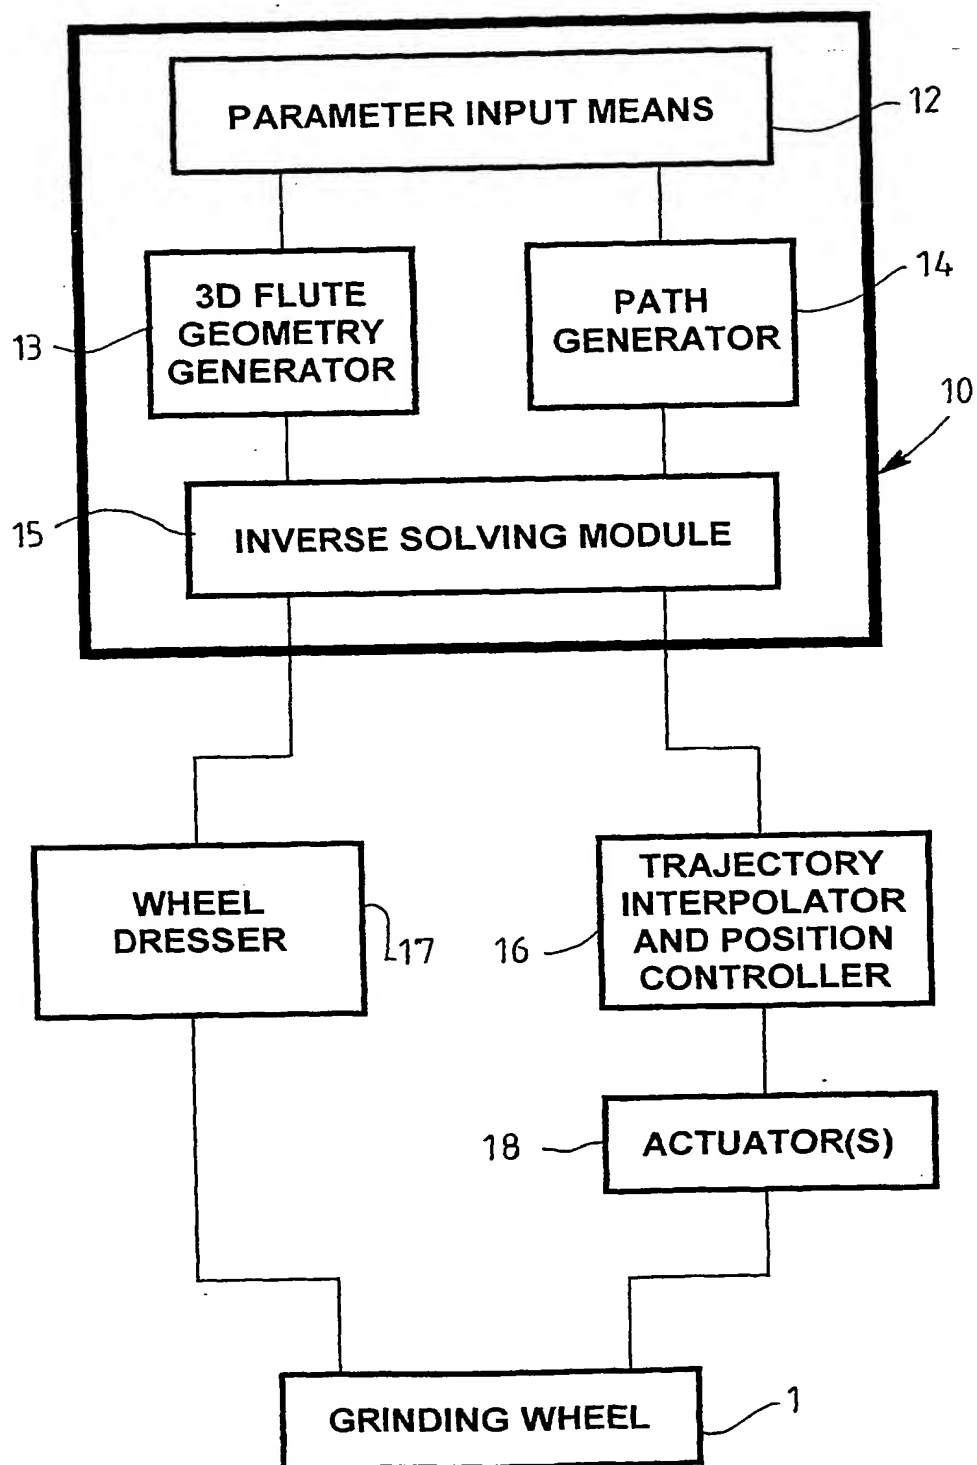 PARAMETER INPUT MEANS
12
3D FLUTE
GEOMETRY
GENERATOR
13
PATH
GENERATOR
14
10
15
INVERSE SOLVING MODULE
WHEEL
DRESSER
17
16
TRAJECTORY
INTERPOLATOR
AND POSITION
CONTROLLER
18
ACTUATOR(S)
GRINDING WHEEL
1